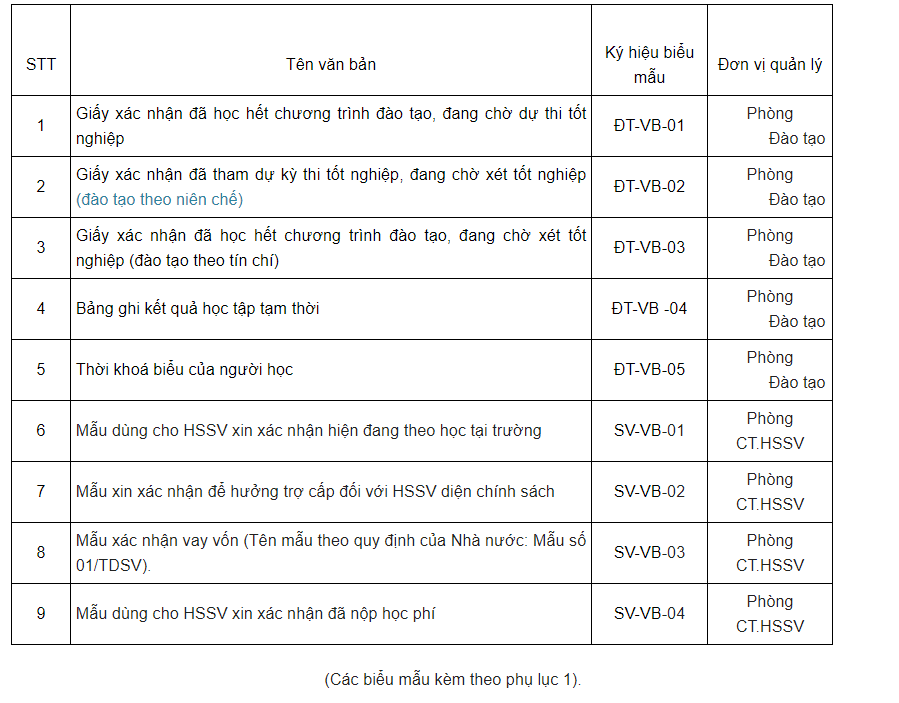 STT
Tên văn bản
Ký hiệu biểu
mẫu
Đơn vị quản lý
1
Giấy xác nhận đã học hết chương trình đào tạo, đang chờ dự thi tốt
nghiệp
ĐT-VB-01
Phòng
Đào tạo
2
Giấy xác nhận đã tham dự kỳ thi tốt nghiệp, đang chờ xét tốt nghiệp
(đào tạo theo niên chế)
ĐT-VB-02
Phòng
Đào tạo
3
Giấy xác nhận đã học hết chương trình đào tạo, đang chờ xét tốt
nghiệp (đào tạo theo tín chí)
ĐT-VB-03
Phòng
Đào tạo
4
Bảng ghi kết quả học tập tạm thời
ĐT-VB -04
Phòng
Đào tạo
5
Thời khoá biểu của người học
ĐT-VB-05
Phòng
Đào tạo
6
Mẫu dùng cho HSSV xin xác nhận hiện đang theo học tại trường
SV-VB-01
Phòng
CT.HSSV
7
Mẫu xin xác nhận để hưởng trợ cấp đối với HSSV diện chính sách
SV-VB-02
Phòng
CT.HSSV
8
Mẫu xác nhận vay vốn (Tên mẫu theo quy định của Nhà nước: Mẫu số
01/TDSV).
SV-VB-03
Phòng
CT.HSSV
9
Mẫu dùng cho HSSV xin xác nhận đã nộp học phí
SV-VB-04
Phòng
CT.HSSV
(Các biểu mẫu kèm theo phụ lục 1).